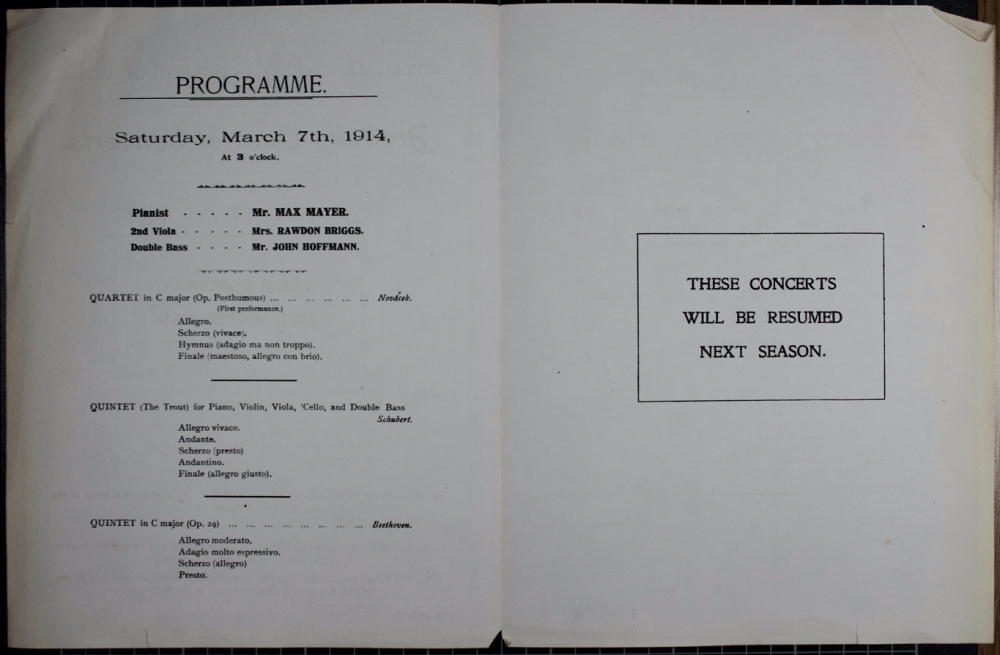 PROGRAMME.
Saturday, March 7th, 1914,
At 3 o'clock.
Pianist - - - - - Mr. MAX MAYER.
2nd Viola - - - - - Mrs. RAWDON BRIGGS.
Double Bass - - - - Mr. JOHN HOFFMANN.
QUARTET in C major (Op. Posthumous) ... ... ... ... ... ... Novácek.
(First performance.)
Allegro.
Scherzo (vivace).
Hymnus (adagio ma non troppo).
Finale (maestoso, allegro con brio).
QUINTET (The Trout) for Piano, Violin, Viola, 'Cello, and Double Bass
Schubert.
Allegro vivace.
Andante.
Scherzo (presto)
Andantino.
Finale (allegro giusto).
QUINTET in C major (Op. 29) ... ... ... ... ... ... ... ... Beethoven.
Allegro moderato.
Adagio molto espressivo.
Scherzo (allegro)
Presto.
THESE CONCERTS
WILL BE RESUMED
NEXT SEASON.